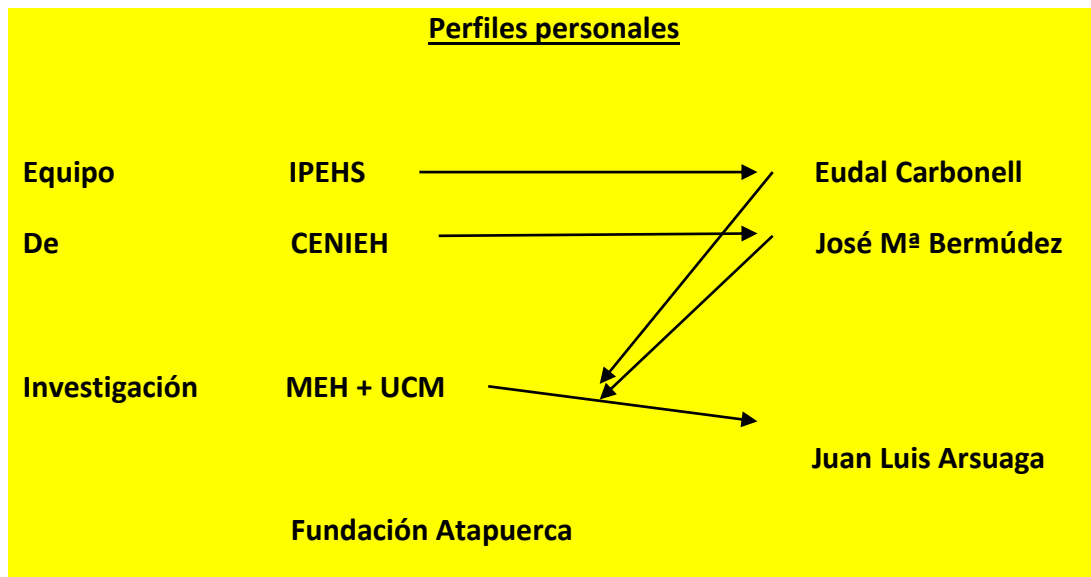 Perfiles personales
Equipo IPEHS Eudal Carbonell
De CENIEH José Mª Bermúdez
Investigación MEH + UCM
Juan Luis Arsuaga
Fundación Atapuerca